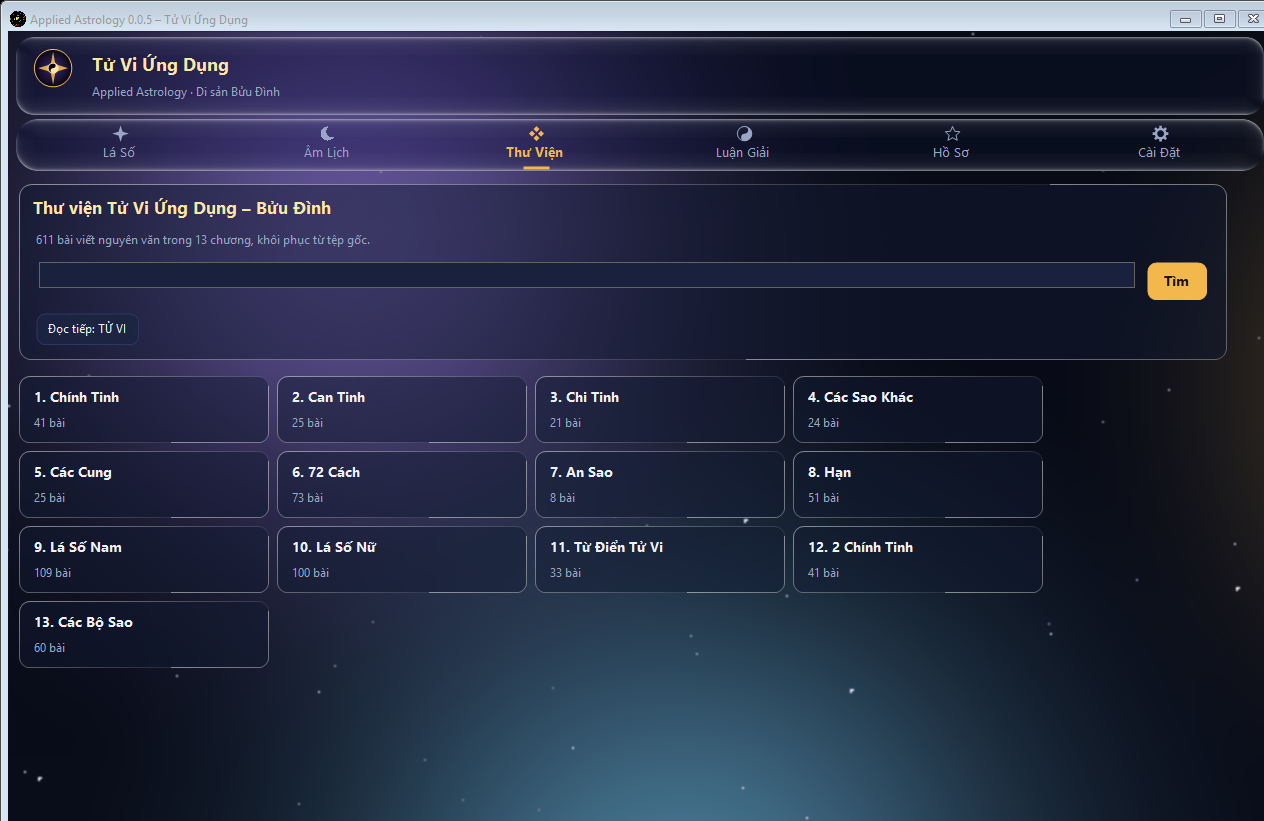 Applied Astrology 0.0.5 – Tử Vi Ứng Dụng
Tử Vi Ứng Dụng
Applied Astrology · Di sản Bửu Đình
Lá Số
Âm Lịch
Thư Viện
Luận Giải
Hồ Sơ
Cài Đặt
Thư viện Tử Vi Ứng Dụng – Bửu Đình
611 bài viết nguyên văn trong 13 chương, khôi phục từ tệp gốc.
Tìm
Đọc tiếp: TỬ VI
1. Chính Tinh
41 bài
2. Can Tinh
25 bài
3. Chi Tinh
21 bài
4. Các Sao Khác
24 bài
5. Các Cung
25 bài
6. 72 Cách
73 bài
7. An Sao
8 bài
8. Hạn
51 bài
9. Lá Số Nam
109 bài
10. Lá Số Nữ
100 bài
11. Từ Điển Tử Vi
33 bài
12. 2 Chính Tinh
41 bài
13. Các Bộ Sao
60 bài